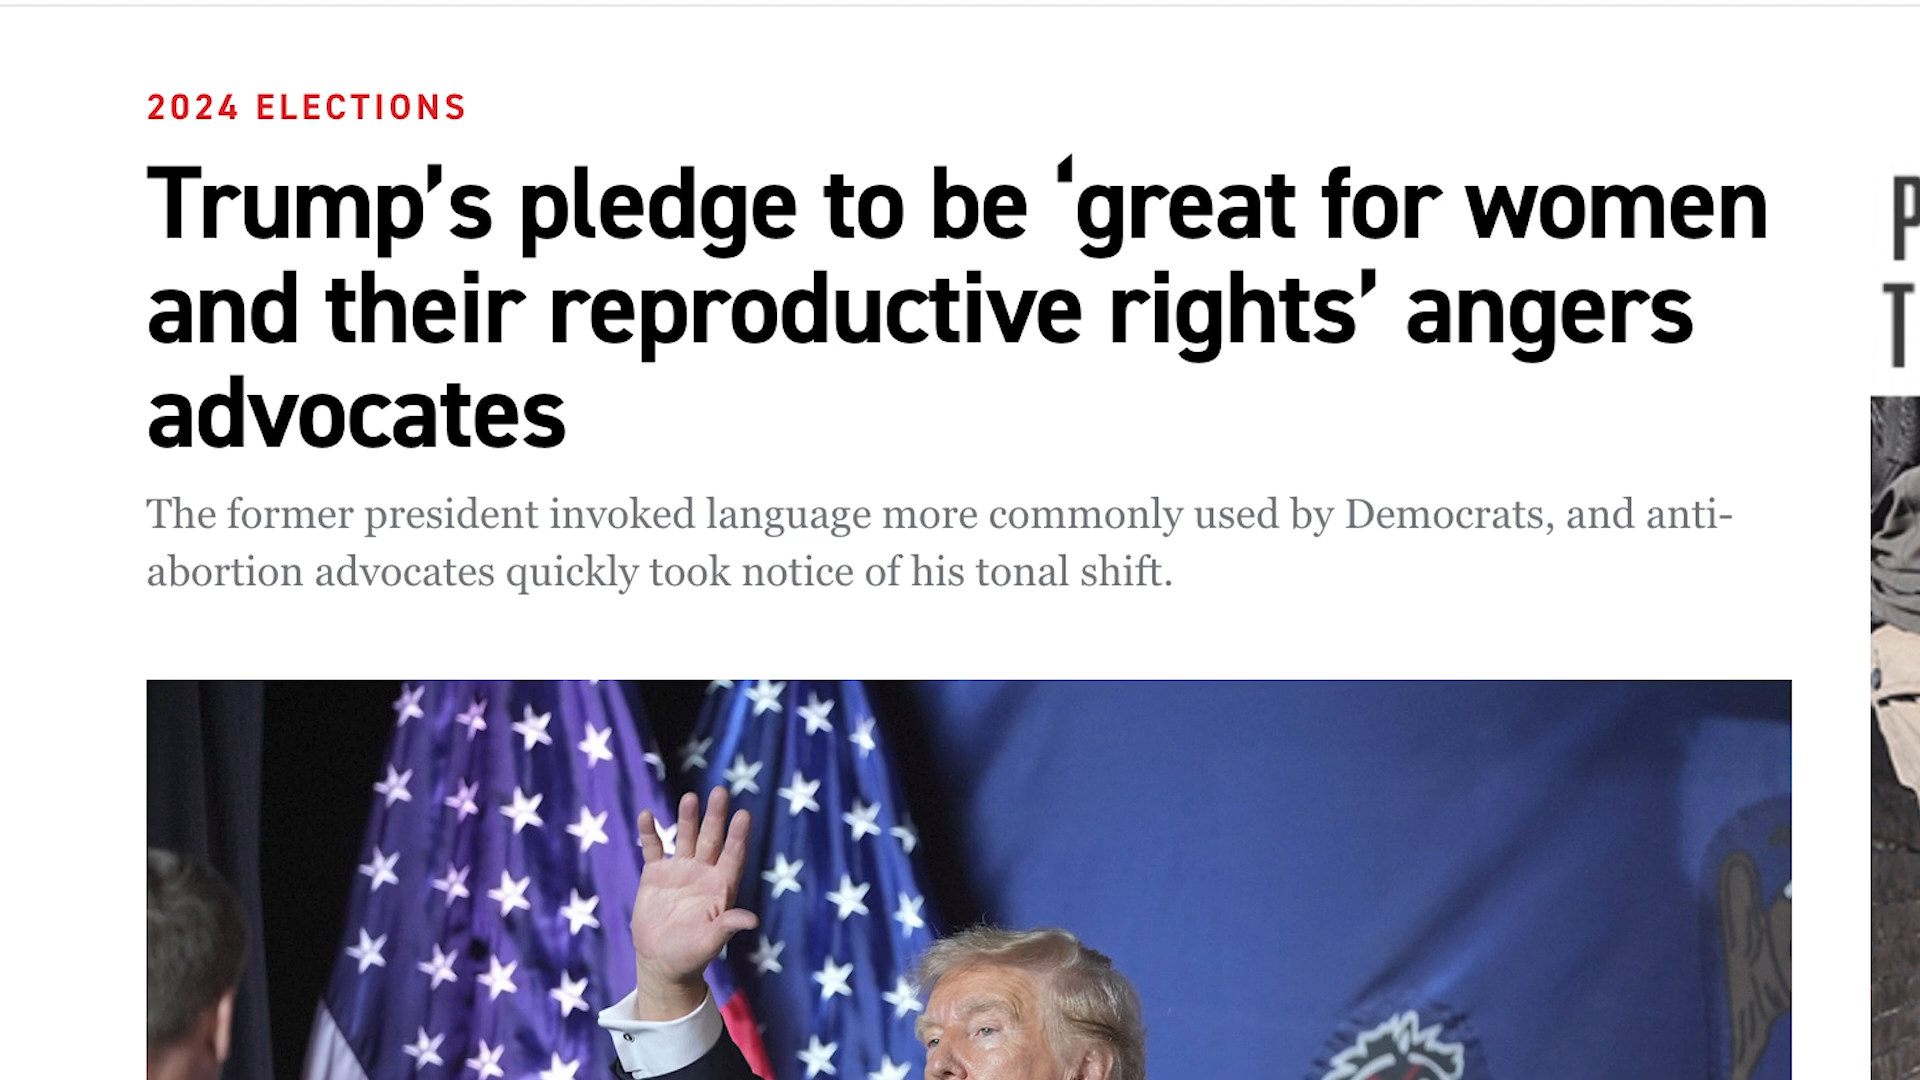 2024 ELECTIONS
Trump’s pledge to be ‘great for women
and their reproductive rights’ angers
advocates
The former president invoked language more commonly used by Democrats, and anti-
abortion advocates quickly took notice of his tonal shift.
P
T